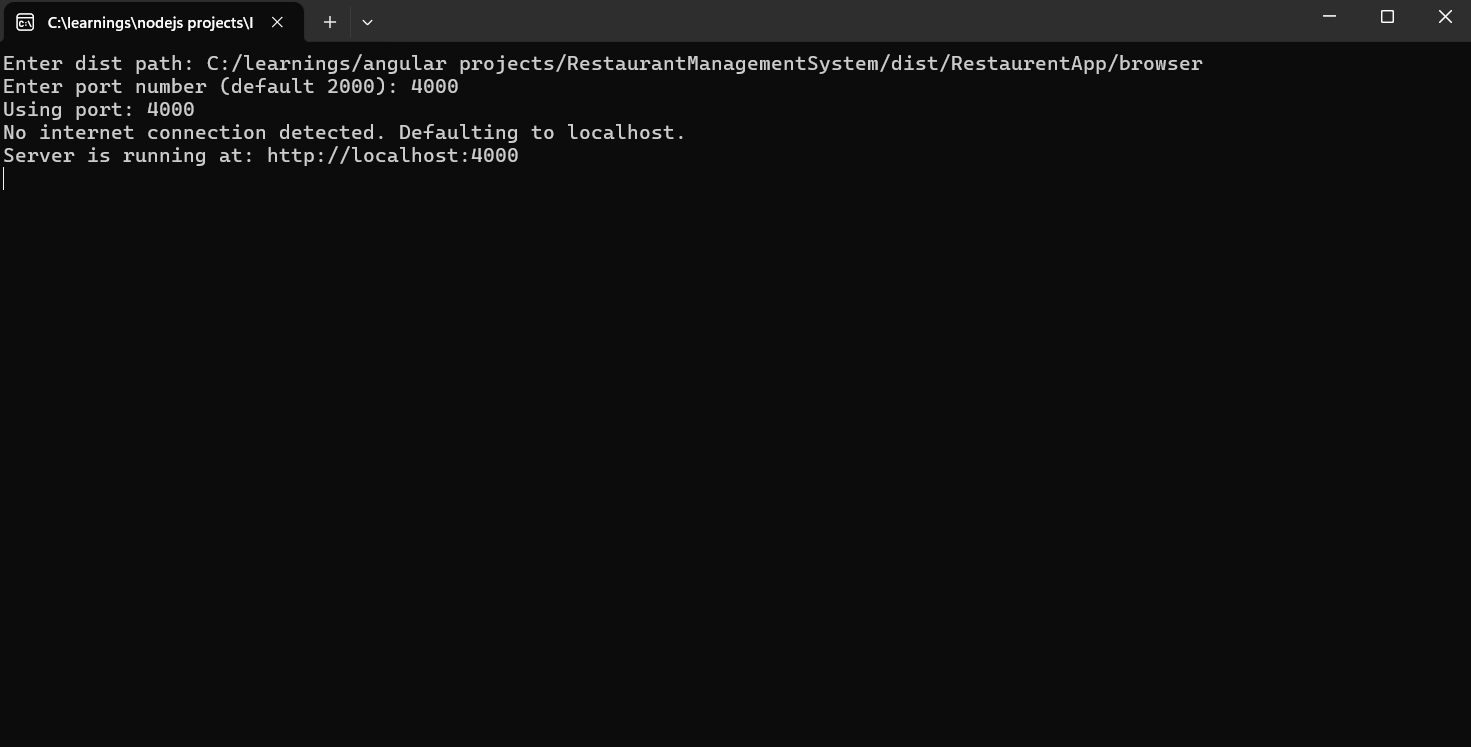 C:\learnings\nodejs projects\I
Enter dist path: C:/learnings/angular projects/RestaurantManagementSystem/dist/RestaurentApp/browser
Enter port number (default 2000): 4000
Using port: 4000
No internet connection detected. Defaulting to localhost.
Server is running at: http://localhost:4000